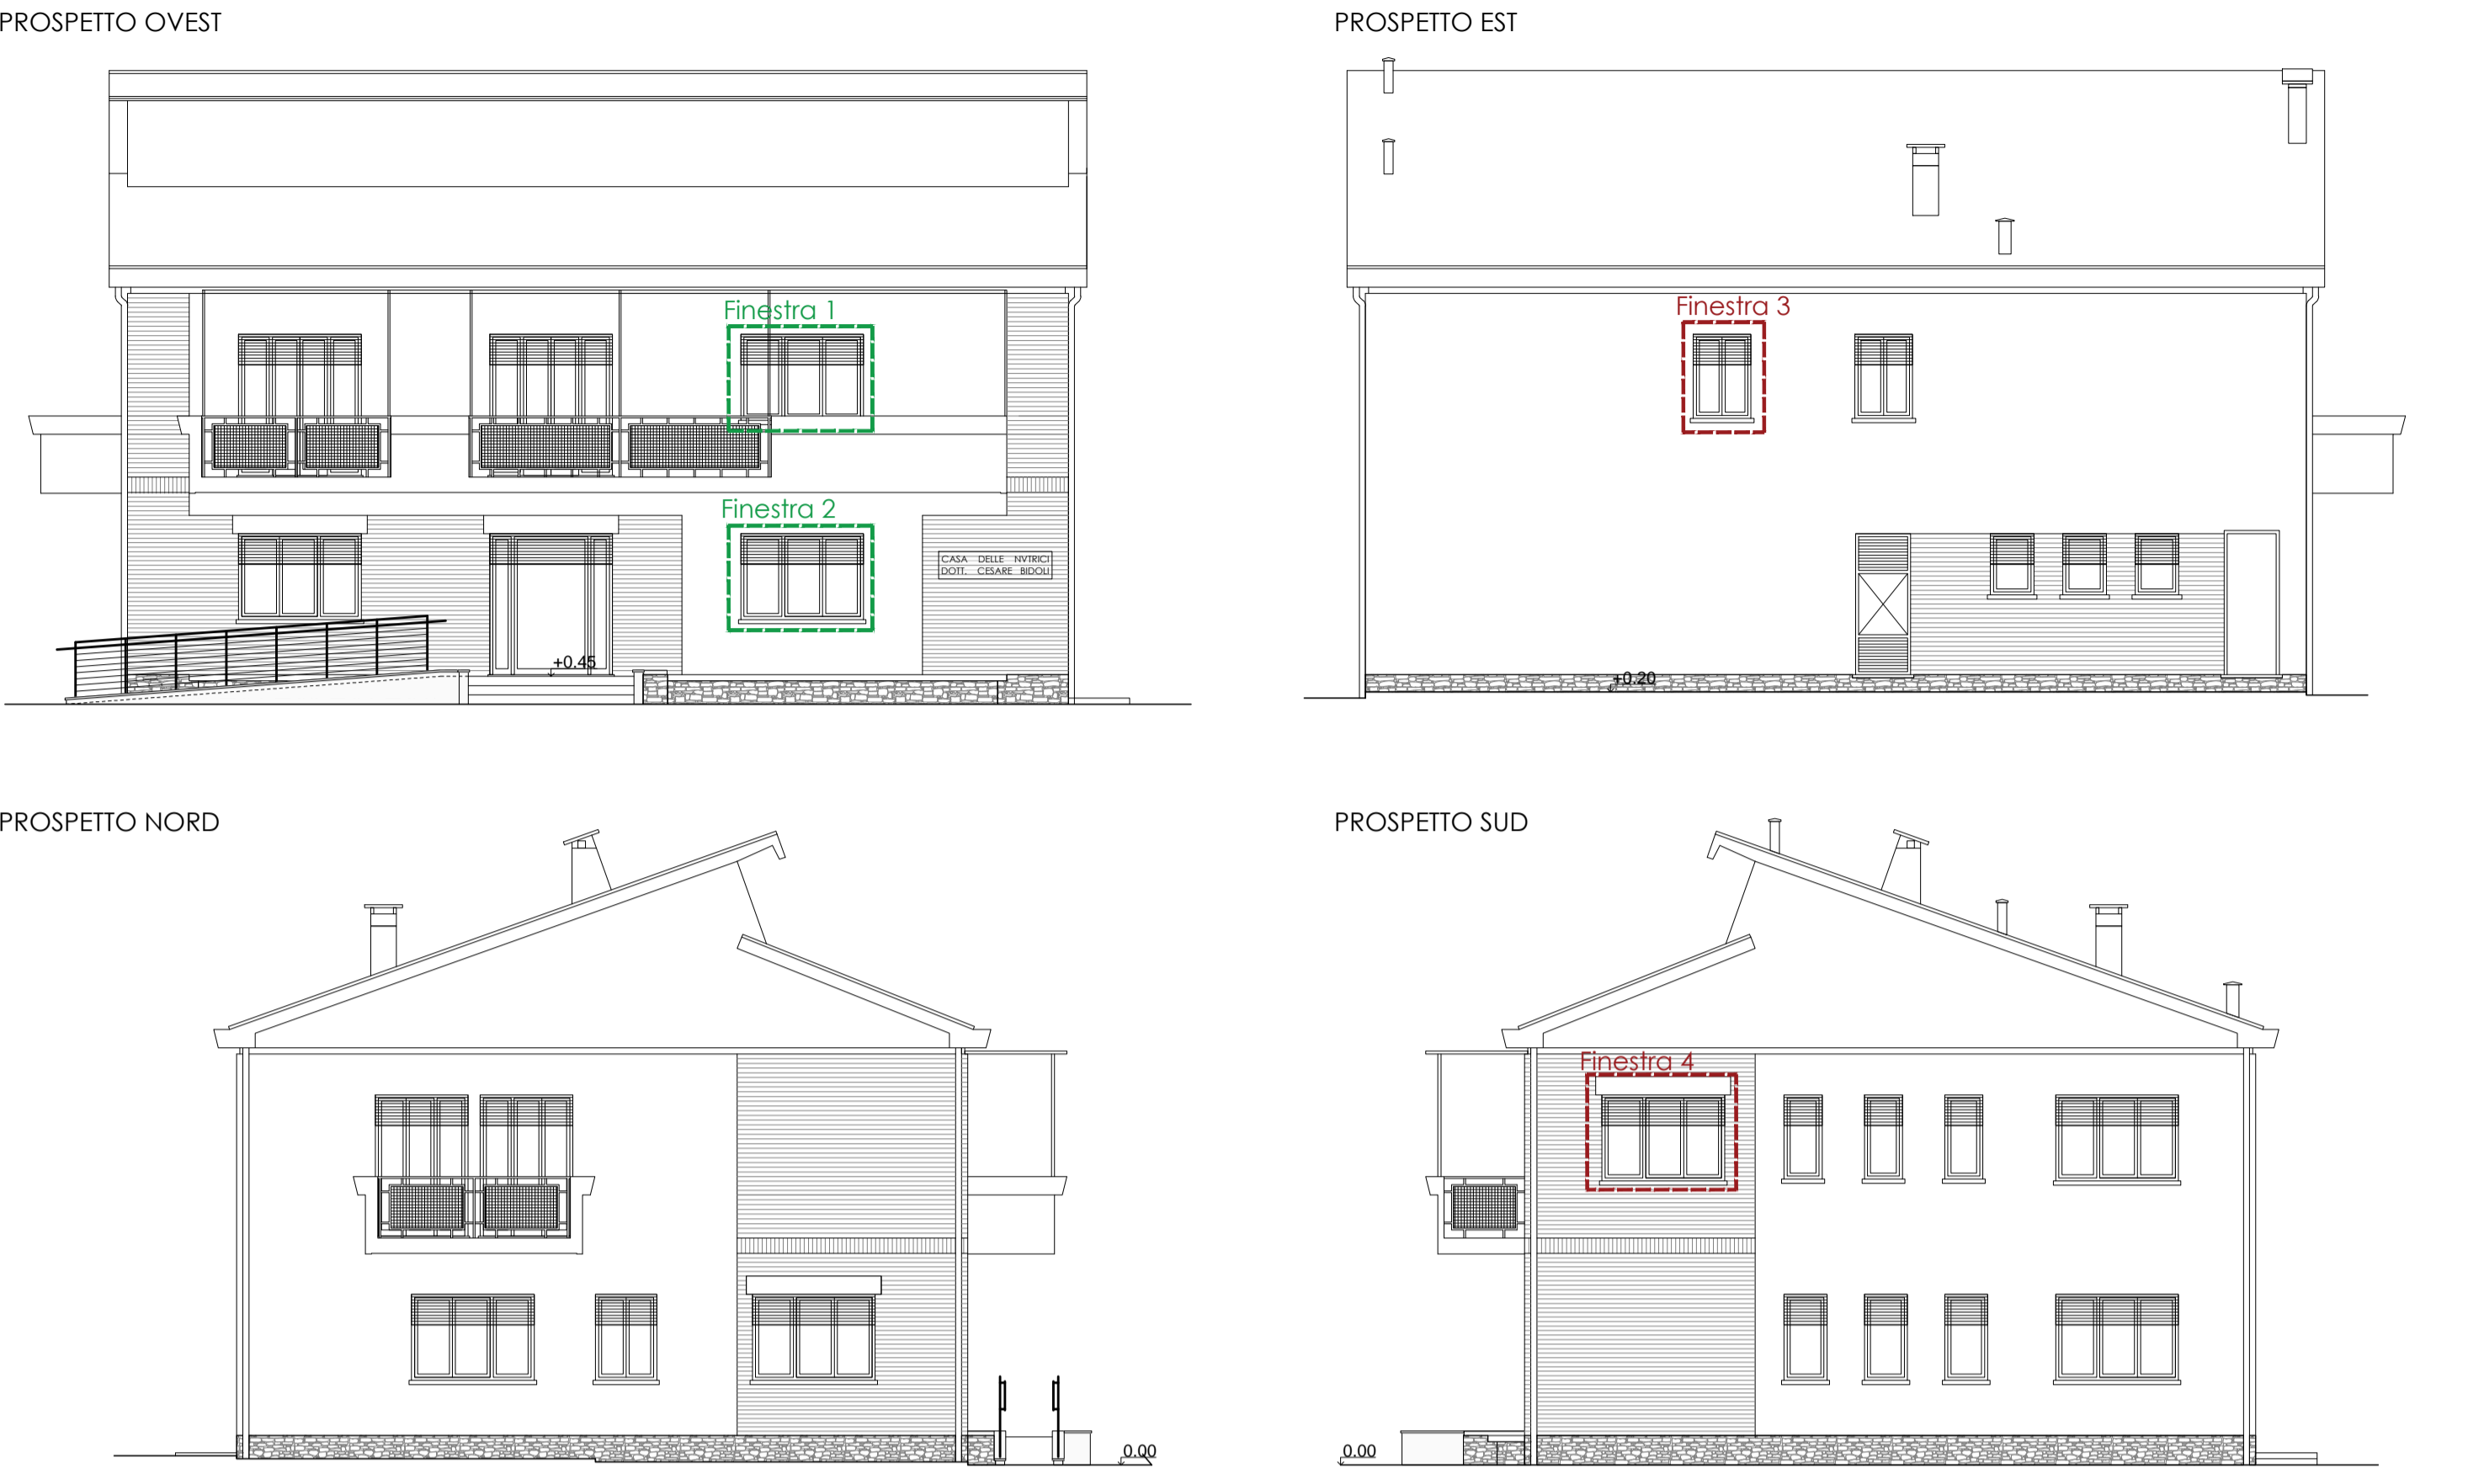 PROSPETTO OVEST
PROSPETTO EST
Finestra 1
Finestra 3
Finestra 2
CASA DELLE NVTRICI
DOTT. CESARE BIDOLI
+0.45
+0.20
PROSPETTO NORD
PROSPETTO SUD
Finestra 4
0.00
0.00